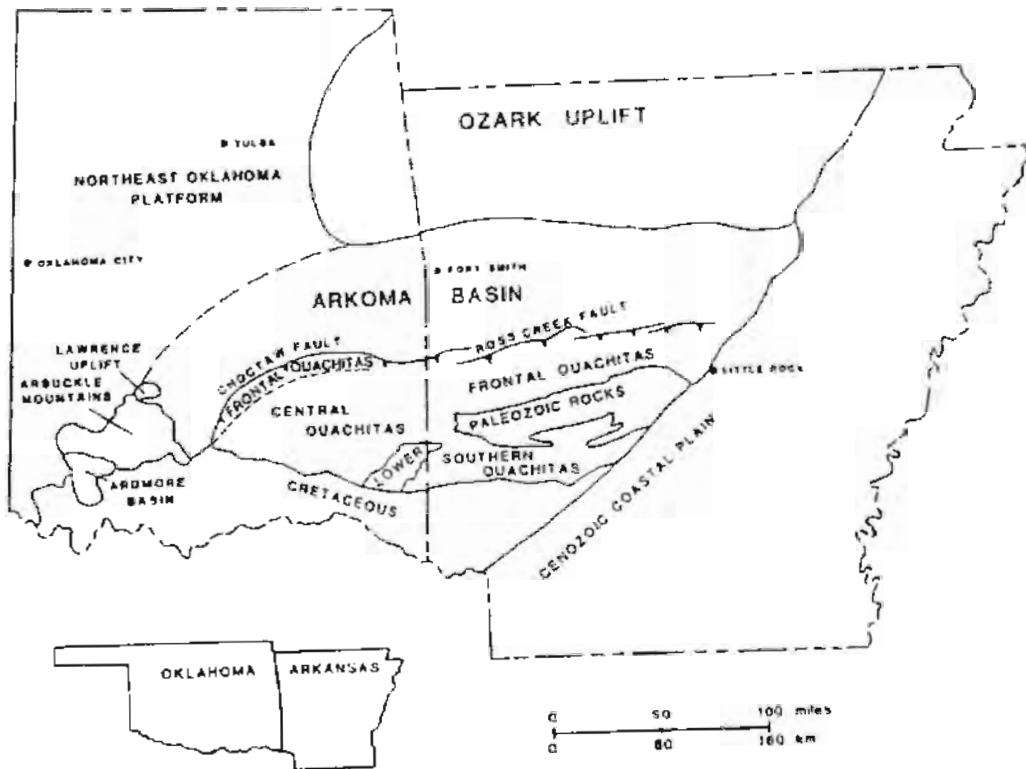 OZARK UPLIFT
TULSA
NORTHEAST OKLAHOMA
PLATFORM
OKLAHOMA CITY
FORT SMITH
ARKOMA BASIN
LAWRENCE
UPLIFT
ARBUCKLE
MOUNTAINS
CHOCTAW FAULT
ROSS CREEK FAULT
FRONTAL OUACHITAS
FRONTAL OUACHITAS
LITTLE ROCK
PALEOZOIC ROCKS
CENTRAL
OUACHITAS
LOWER
SOUTHERN
OUACHITAS
ARDMORE
BASIN
CRETACEOUS
CENOZOIC COASTAL PLAIN
OKLAHOMA
ARKANSAS
0 50 100 miles
0 80 160 km